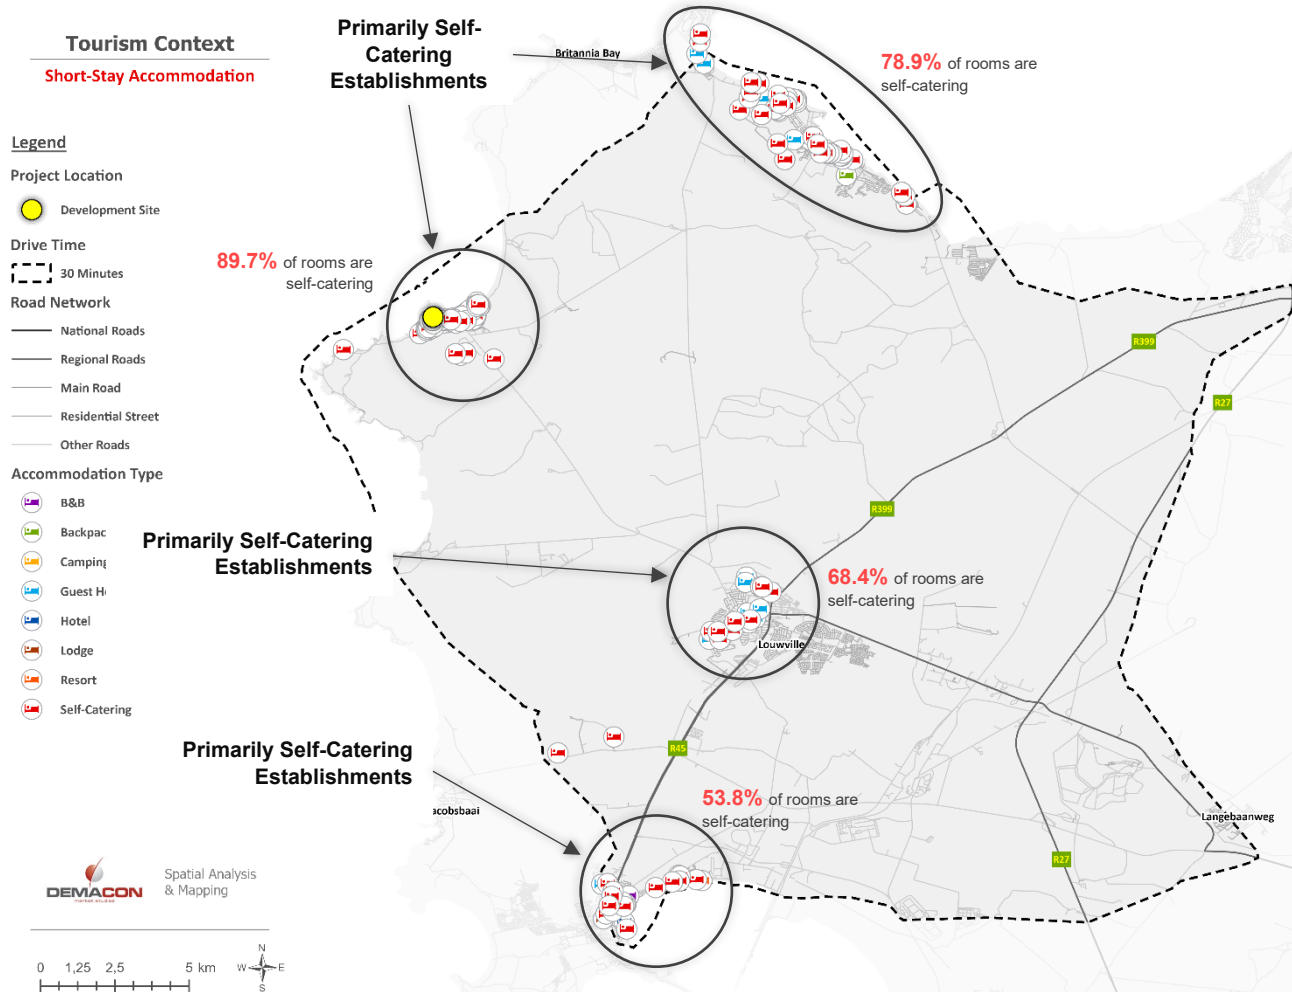 Tourism Context
Short-Stay Accommodation
Legend
Project Location
Development Site
Drive Time
30 Minutes
Road Network
National Roads
Regional Roads
Main Road
Residential Street
Other Roads
Accommodation Type
B&B
Backpac
Camping
Guest H
Hotel
Lodge
Resort
Self-Catering
Primarily Self-
Catering
Establishments
Britannia Bay
78.9% of rooms are
self-catering
89.7% of rooms are
self-catering
R399
R27
R399
Primarily Self-Catering
Establishments
68.4% of rooms are
self-catering
Louwville
Primarily Self-Catering
Establishments
R45
53.8% of rooms are
self-catering
acobsbaai
Langebaanweg
R27
DEMACON
market studies
Spatial Analysis
& Mapping
0 1,25 2,5 5 km
N
W E
S